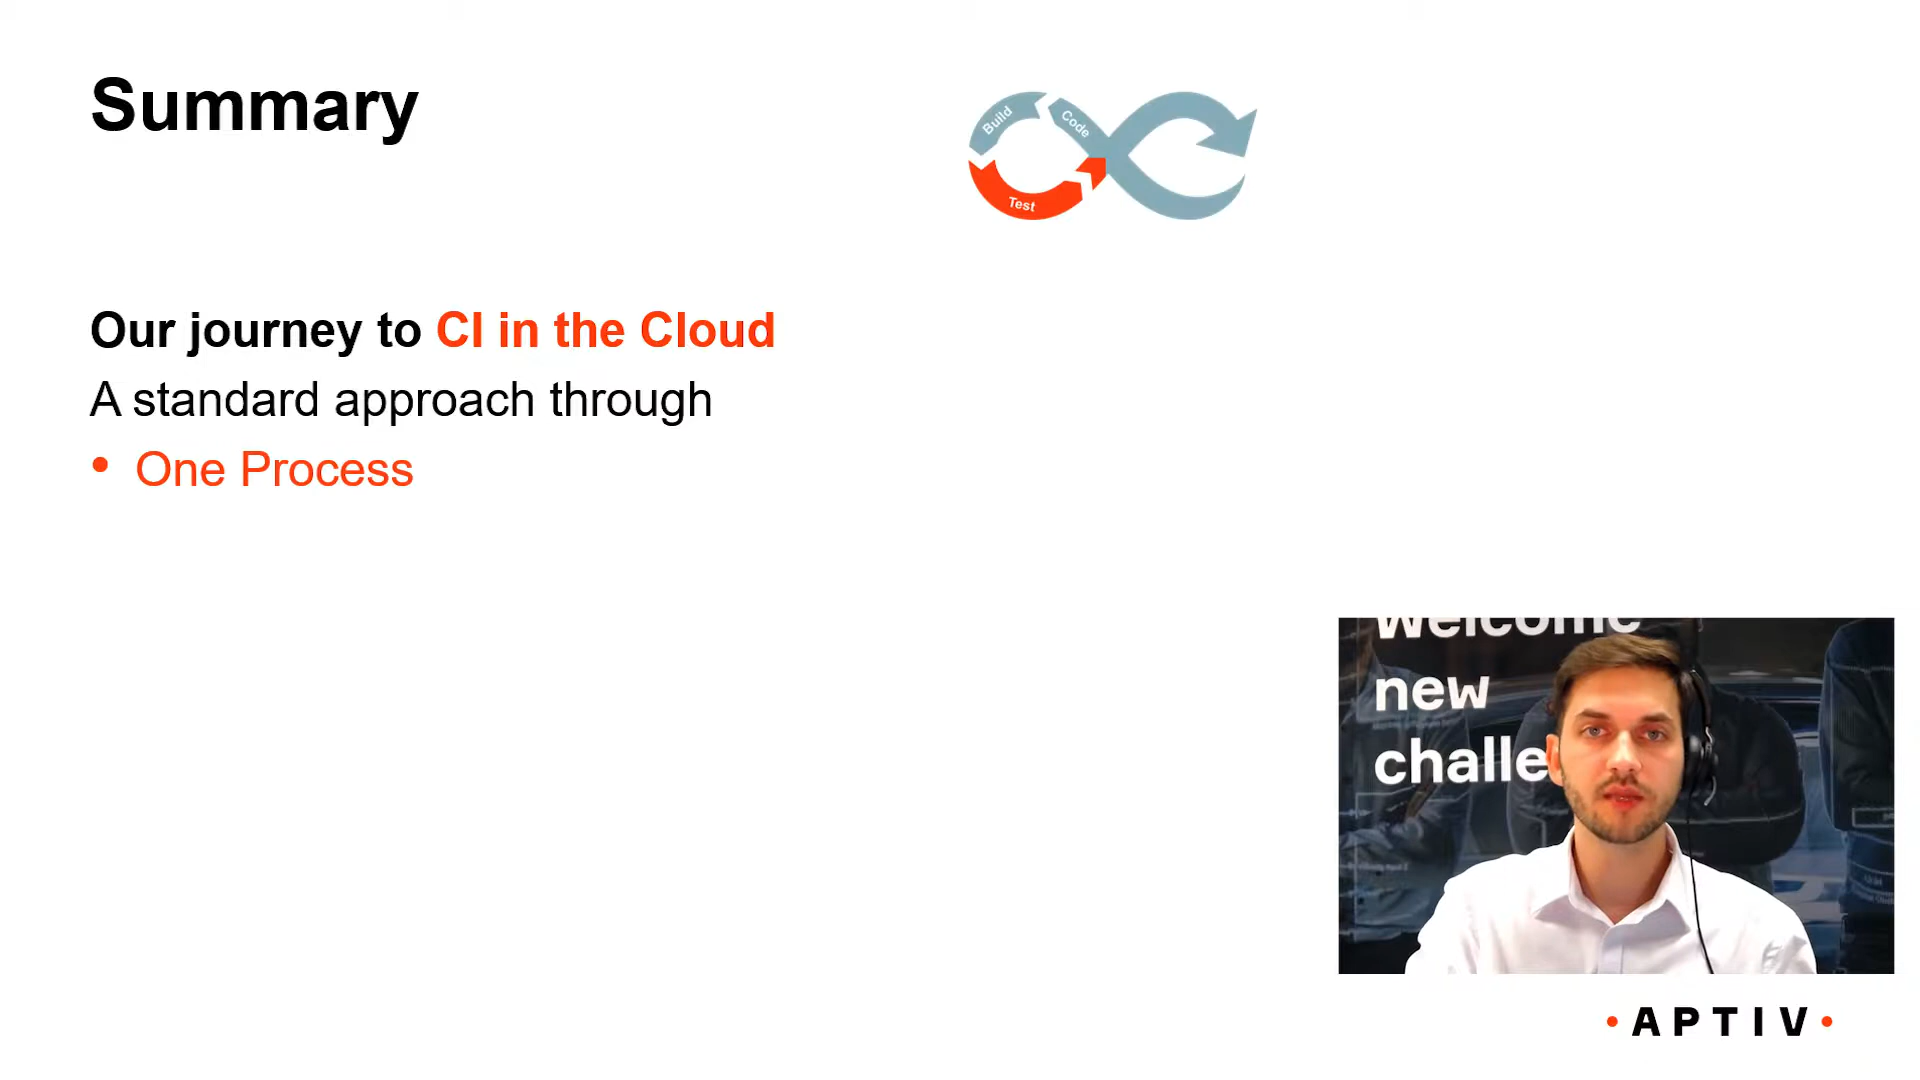 Summary
Build
Code
Test
Our journey to CI in the Cloud
A standard approach through
• One Process
Welcome
new
challe
• APTIV •